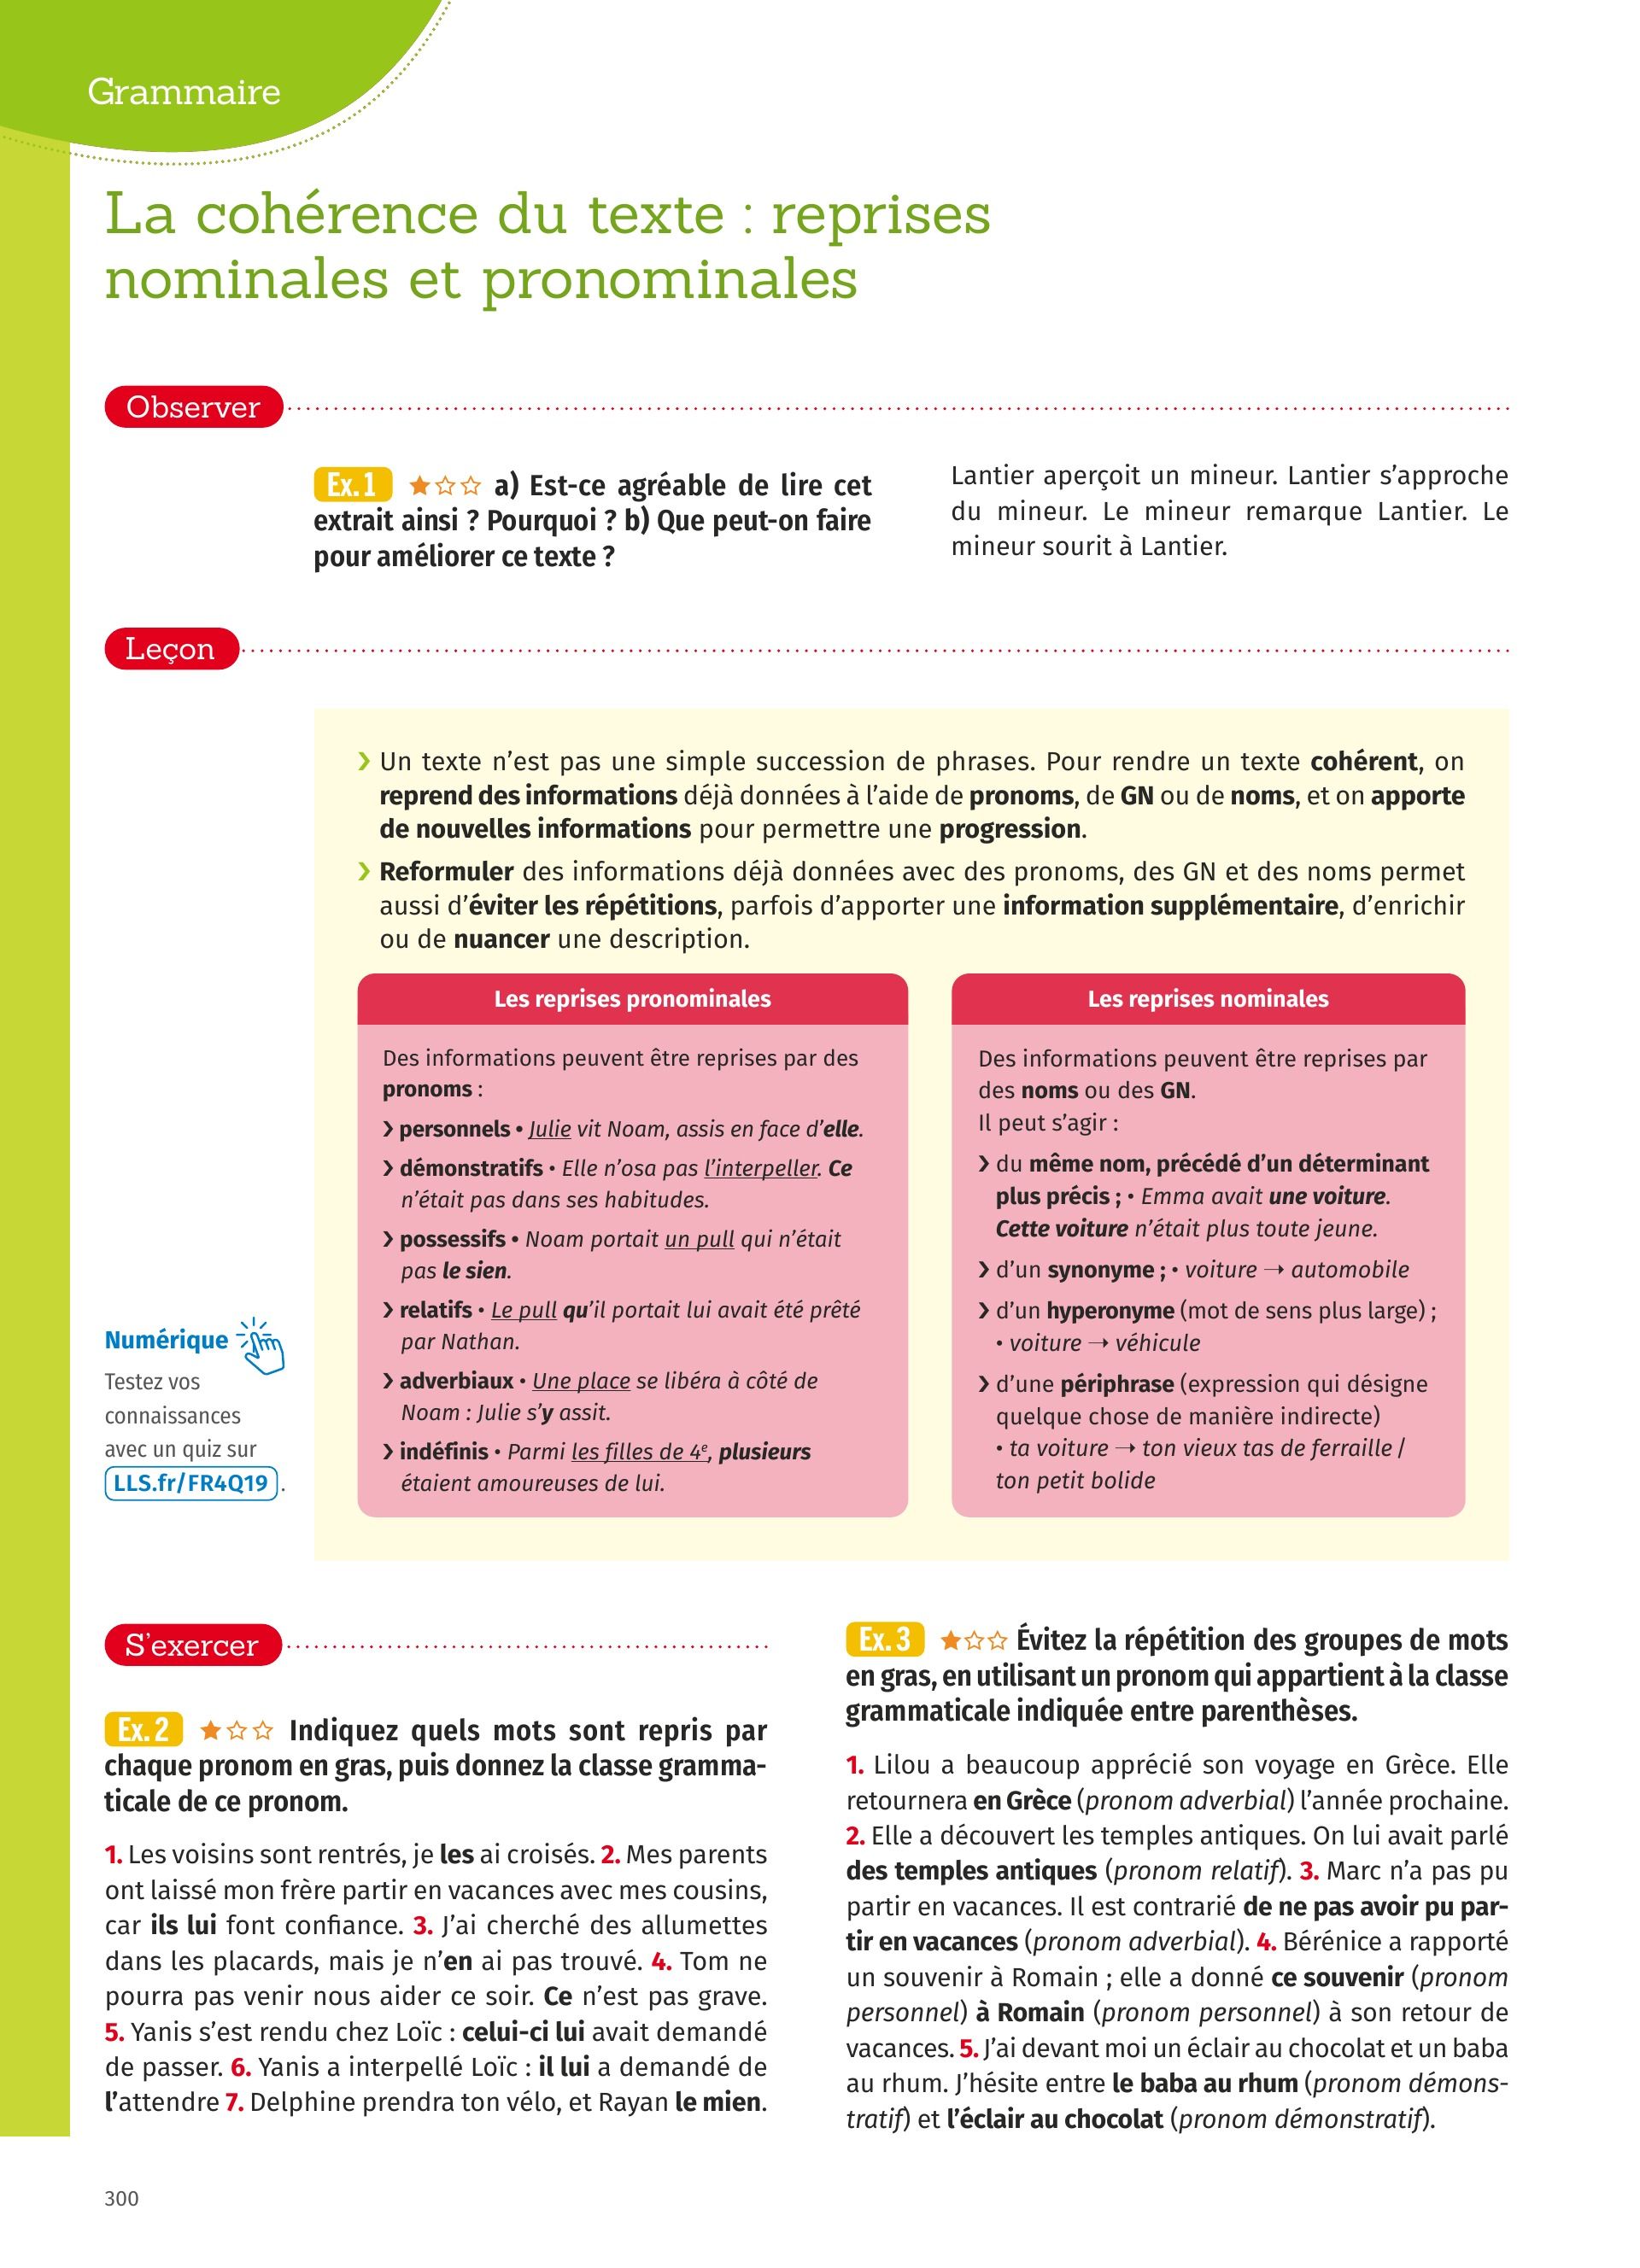 Grammaire
La cohérence du texte : reprises
nominales et pronominales
Observer
Ex. 1 ★☆☆ a) Est-ce agréable de lire cet
extrait ainsi ? Pourquoi ? b) Que peut-on faire
pour améliorer ce texte ?
Lantier aperçoit un mineur. Lantier s’approche
du mineur. Le mineur remarque Lantier. Le
mineur sourit à Lantier.
Leçon
› Un texte n’est pas une simple succession de phrases. Pour rendre un texte cohérent, on
reprend des informations déjà données à l’aide de pronoms, de GN ou de noms, et on apporte
de nouvelles informations pour permettre une progression.
› Reformuler des informations déjà données avec des pronoms, des GN et des noms permet
aussi d’éviter les répétitions, parfois d’apporter une information supplémentaire, d’enrichir
ou de nuancer une description.
Les reprises pronominales
Des informations peuvent être reprises par des
pronoms :
› personnels • Julie vit Noam, assis en face d’elle.
› démonstratifs • Elle n’osa pas l’interpeller. Ce
n’était pas dans ses habitudes.
› possessifs • Noam portait un pull qui n’était
pas le sien.
› relatifs • Le pull qu’il portait lui avait été prêté
par Nathan.
› adverbiaux • Une place se libéra à côté de
Noam : Julie s’y assit.
› indéfinis • Parmi les filles de 4e, plusieurs
étaient amoureuses de lui.
Les reprises nominales
Des informations peuvent être reprises par
des noms ou des GN.
Il peut s’agir :
› du même nom, précédé d’un déterminant
plus précis ; • Emma avait une voiture.
Cette voiture n’était plus toute jeune.
› d’un synonyme ; • voiture → automobile
› d’un hyperonyme (mot de sens plus large) ;
• voiture → véhicule
› d’une périphrase (expression qui désigne
quelque chose de manière indirecte)
• ta voiture → ton vieux tas de ferraille /
ton petit bolide
Numérique
Testez vos
connaissances
avec un quiz sur
LLS.fr/FR4Q19 .
S’exercer
Ex. 2 ★☆☆ Indiquez quels mots sont repris par
chaque pronom en gras, puis donnez la classe gramma-
ticale de ce pronom.
1. Les voisins sont rentrés, je les ai croisés. 2. Mes parents
ont laissé mon frère partir en vacances avec mes cousins,
car ils lui font confiance. 3. J’ai cherché des allumettes
dans les placards, mais je n’en ai pas trouvé. 4. Tom ne
pourra pas venir nous aider ce soir. Ce n’est pas grave.
5. Yanis s’est rendu chez Loïc : celui-ci lui avait demandé
de passer. 6. Yanis a interpellé Loïc : il lui a demandé de
l’attendre 7. Delphine prendra ton vélo, et Rayan le mien.
Ex. 3 ★☆☆ Évitez la répétition des groupes de mots
en gras, en utilisant un pronom qui appartient à la classe
grammaticale indiquée entre parenthèses.
1. Lilou a beaucoup apprécié son voyage en Grèce. Elle
retournera en Grèce (pronom adverbial) l’année prochaine.
2. Elle a découvert les temples antiques. On lui avait parlé
des temples antiques (pronom relatif). 3. Marc n’a pas pu
partir en vacances. Il est contrarié de ne pas avoir pu par-
tir en vacances (pronom adverbial). 4. Bérénice a rapporté
un souvenir à Romain ; elle a donné ce souvenir (pronom
personnel) à Romain (pronom personnel) à son retour de
vacances. 5. J’ai devant moi un éclair au chocolat et un baba
au rhum. J’hésite entre le baba au rhum (pronom démons-
tratif) et l’éclair au chocolat (pronom démonstratif).
300